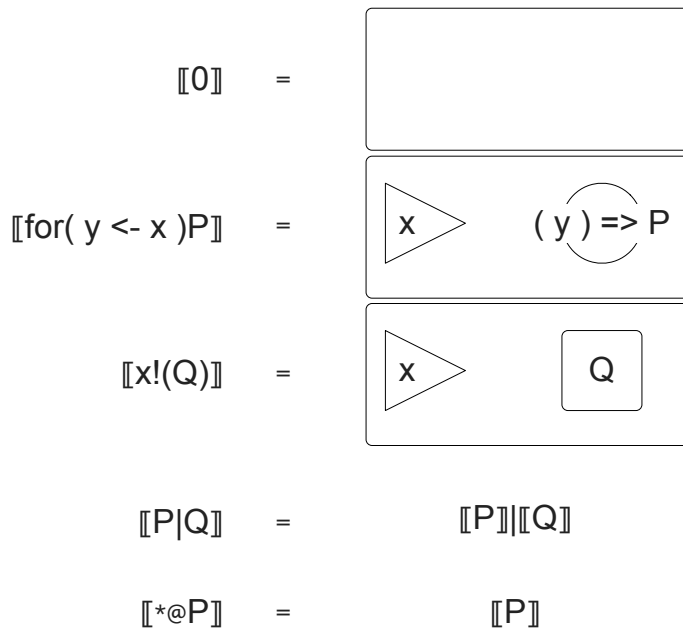 ⟦0⟧ =
⟦for( y <- x )P⟧ = x ( y ) => P
⟦x!(Q)⟧ = x Q
⟦P|Q⟧ = ⟦P⟧|⟦Q⟧
⟦*@P⟧ = ⟦P⟧